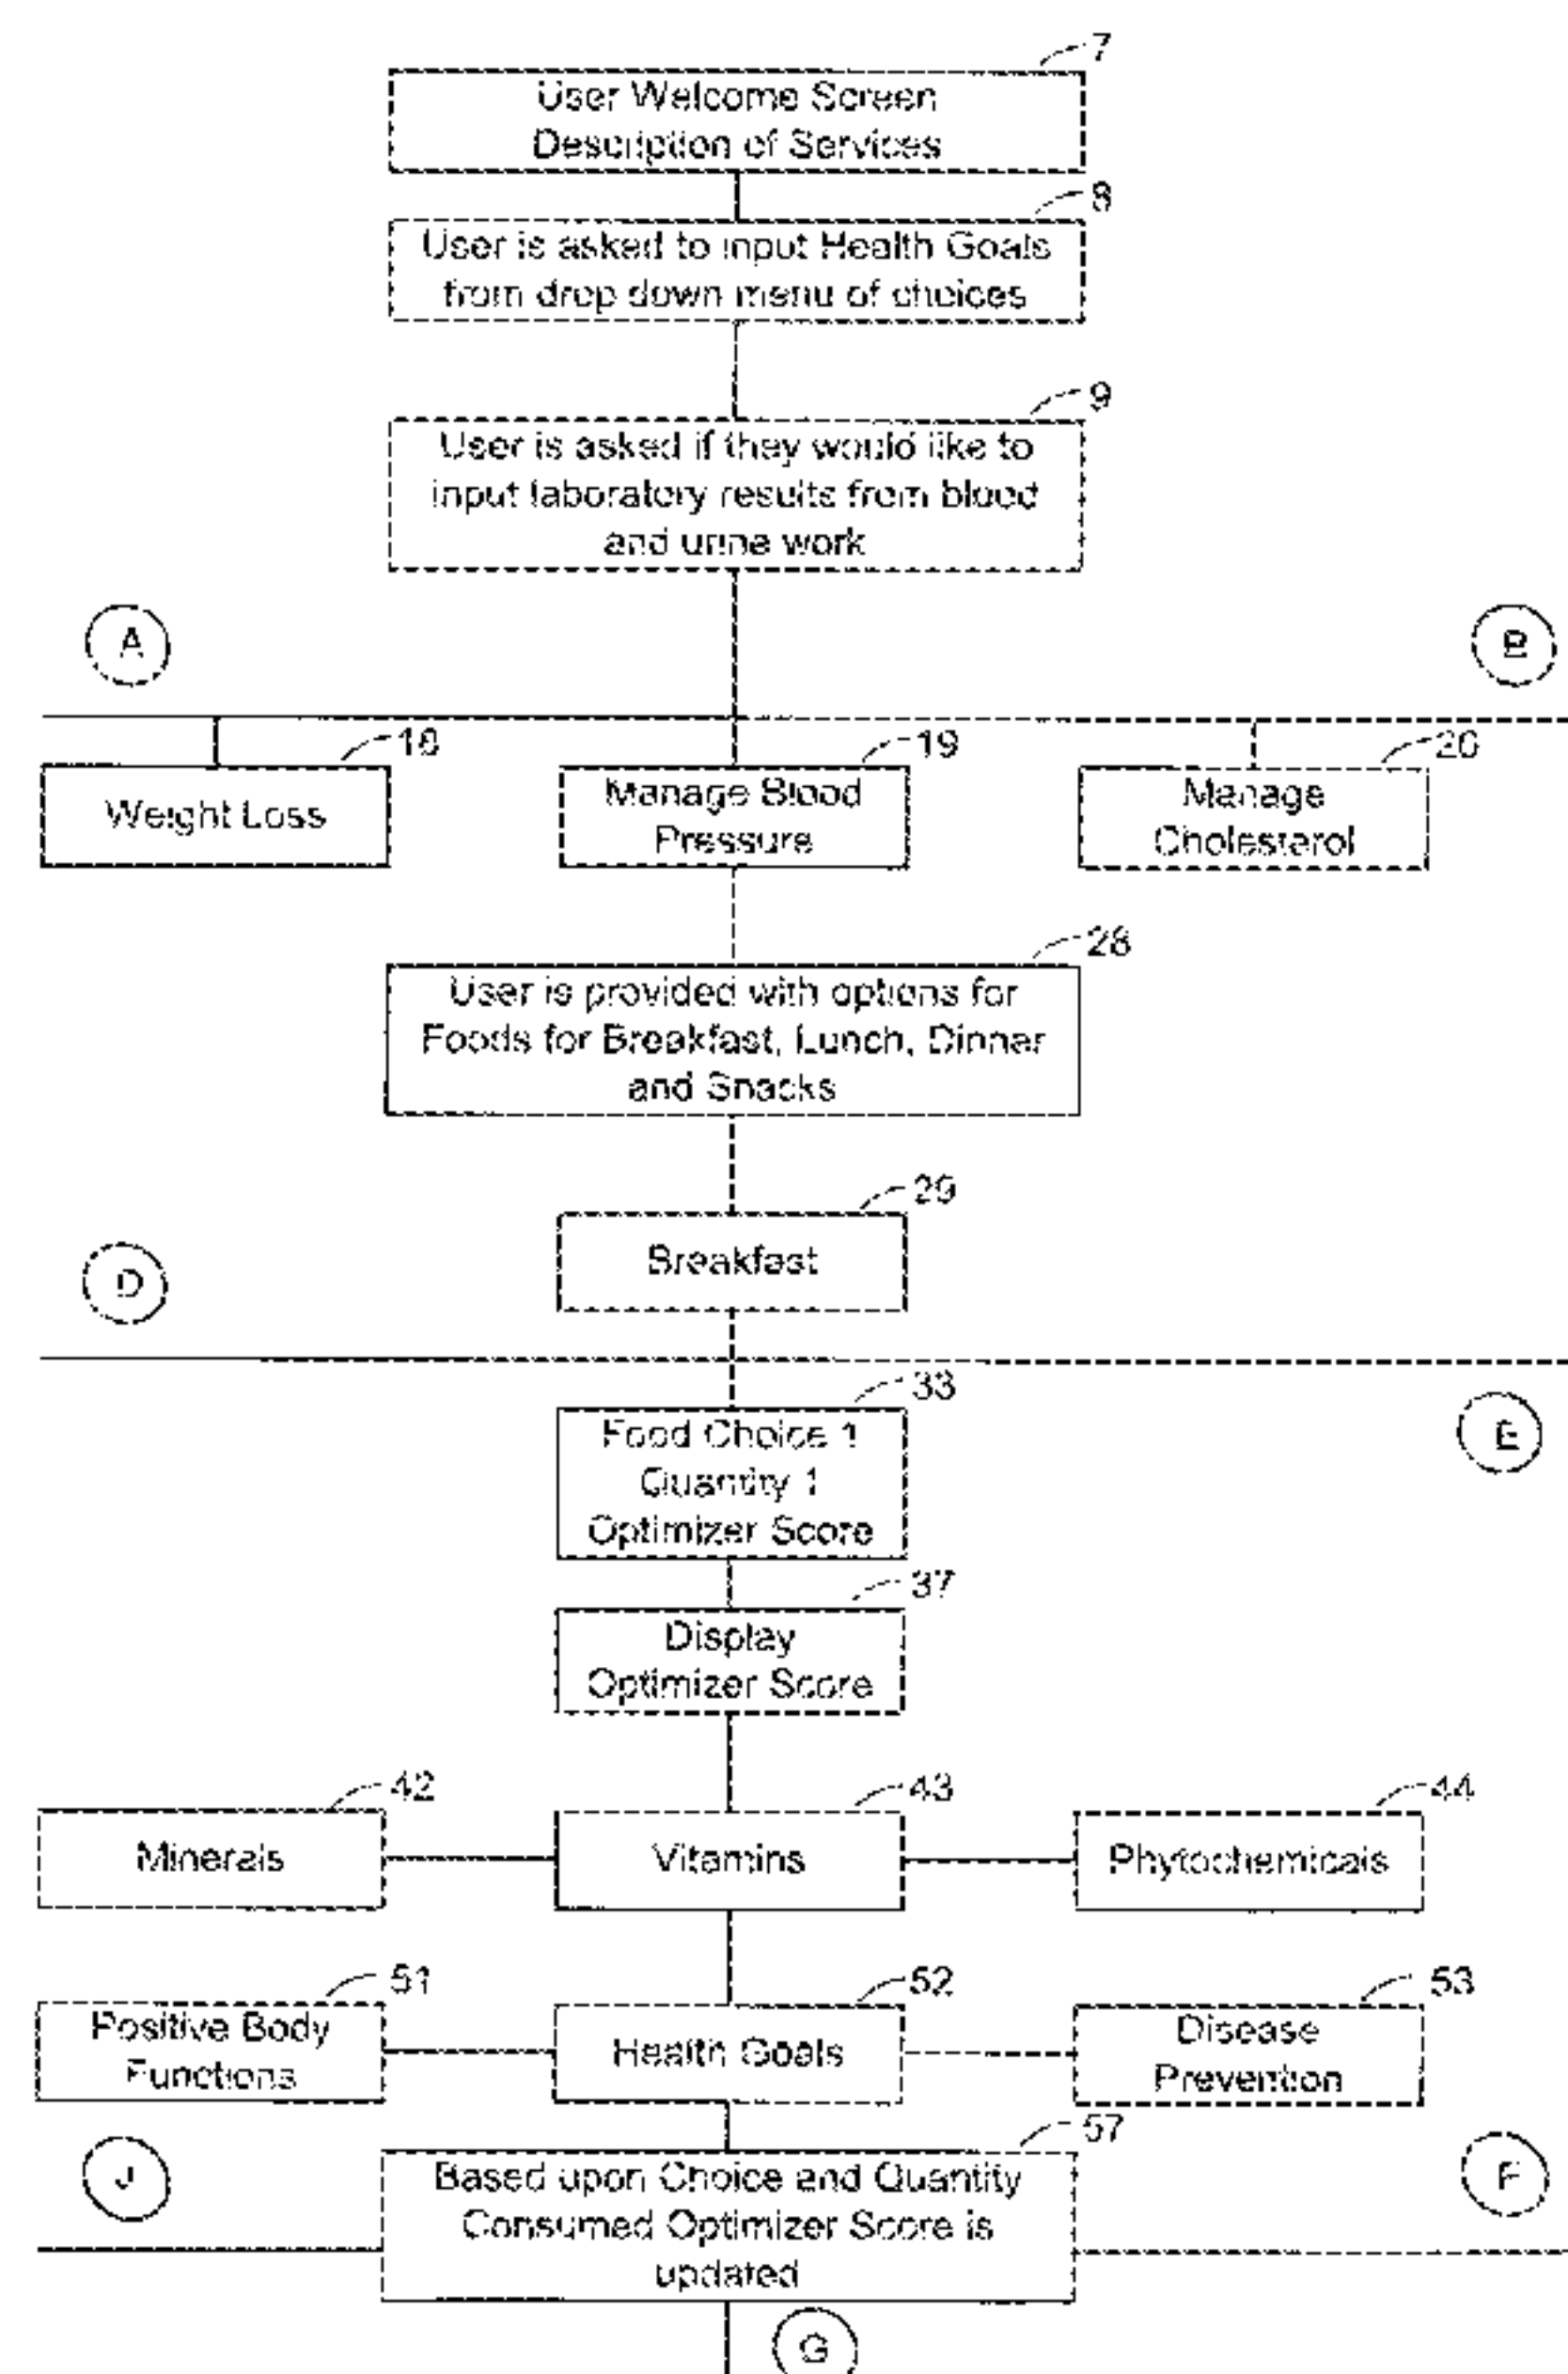 7
User Welcome Screen
Description of Services
8
User is asked to input Health Goals
from drop down menu of choices
9
User is asked if they would like to
input laboratory results from blood
and urine work
A
B
18
19
20
Weight Loss
Manage Blood
Pressure
Manage
Cholesterol
28
User is provided with options for
Foods for Breakfast, Lunch, Dinner
and Snacks
29
Breakfast
D
33
Food Choice 1
Quantity 1
Optimizer Score
E
37
Display
Optimizer Score
42
43
44
Minerals
Vitamins
Phytochemicals
51
52
53
Positive Body
Functions
Health Goals
Disease
Prevention
57
J
Based upon Choice and Quantity
Consumed Optimizer Score is
updated
F
G